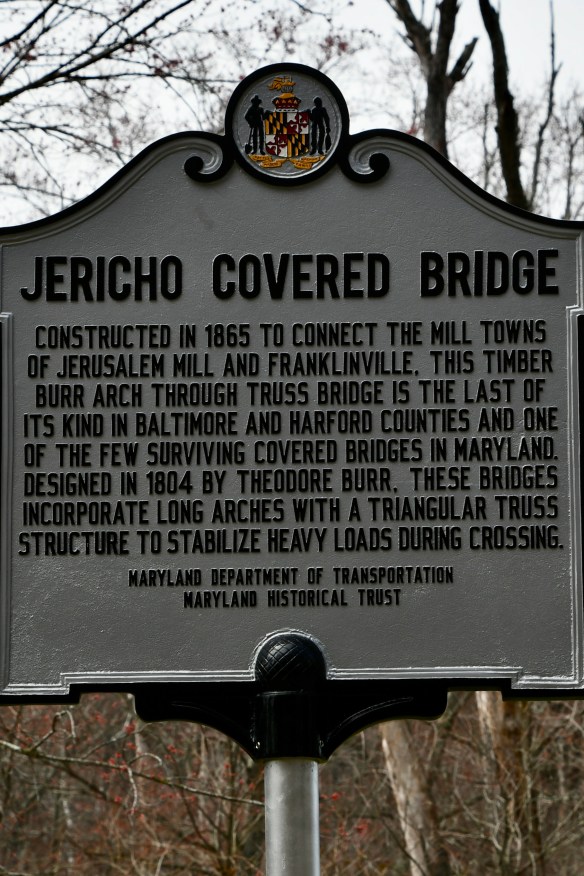 JERICHO COVERED BRIDGE
CONSTRUCTED IN 1865 TO CONNECT THE MILL TOWNS
OF JERUSALEM MILL AND FRANKLINVILLE, THIS TIMBER
BURR ARCH THROUGH TRUSS BRIDGE IS THE LAST OF
ITS KIND IN BALTIMORE AND HARFORD COUNTIES AND ONE
OF THE FEW SURVIVING COVERED BRIDGES IN MARYLAND.
DESIGNED IN 1804 BY THEODORE BURR, THESE BRIDGES
INCORPORATE LONG ARCHES WITH A TRIANGULAR TRUSS
STRUCTURE TO STABILIZE HEAVY LOADS DURING CROSSING.
MARYLAND DEPARTMENT OF TRANSPORTATION
MARYLAND HISTORICAL TRUST